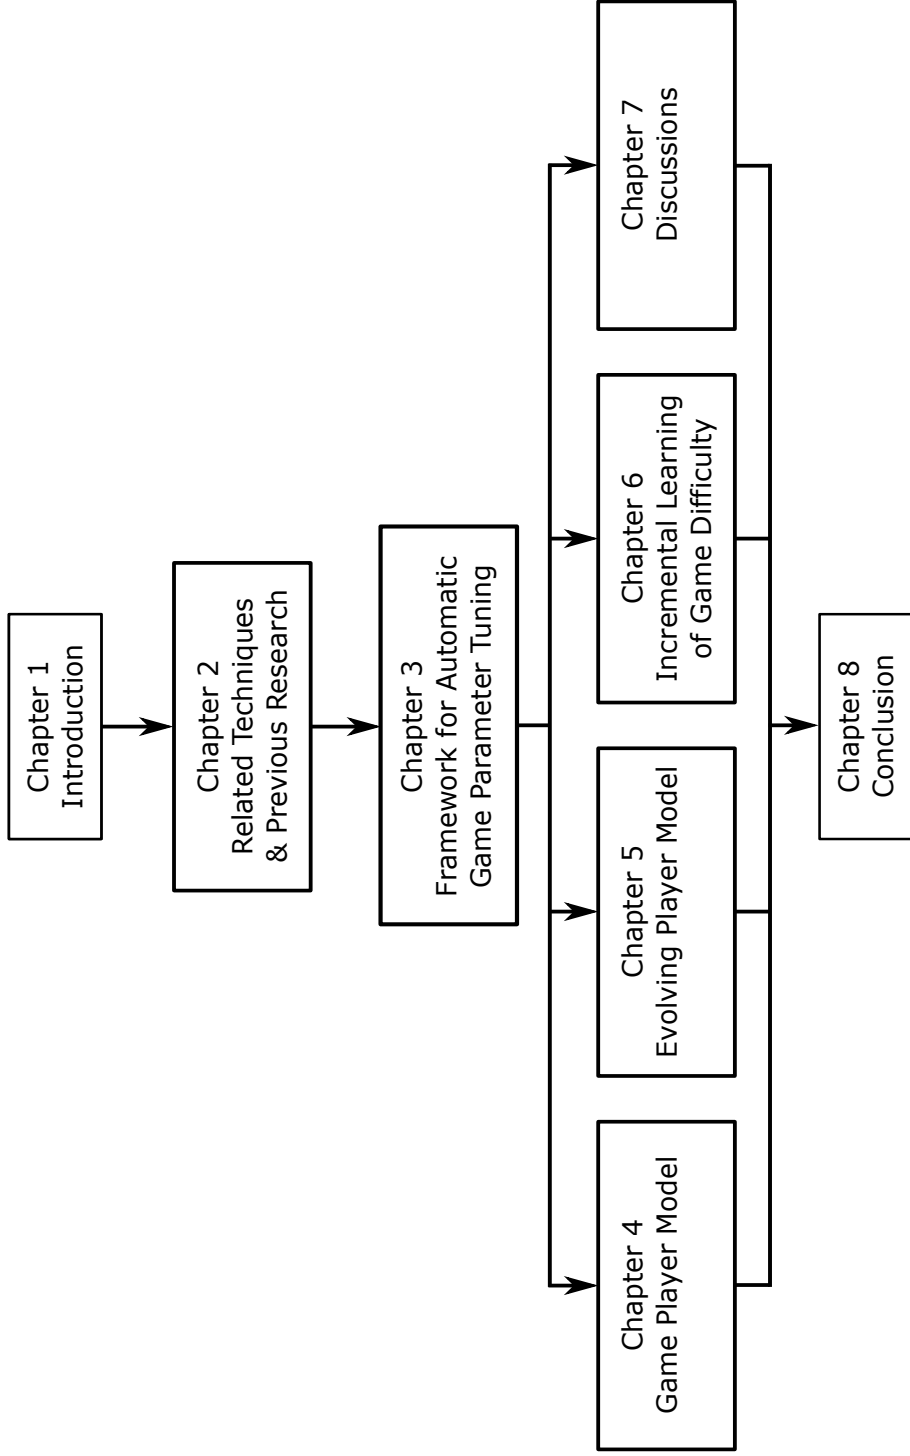 Chapter 1
Introduction
Chapter 2
Related Techniques
& Previous Research
Chapter 3
Framework for Automatic
Game Parameter Tuning
Chapter 4
Game Player Model
Chapter 5
Evolving Player Model
Chapter 6
Incremental Learning
of Game Difficulty
Chapter 7
Discussions
Chapter 8
Conclusion